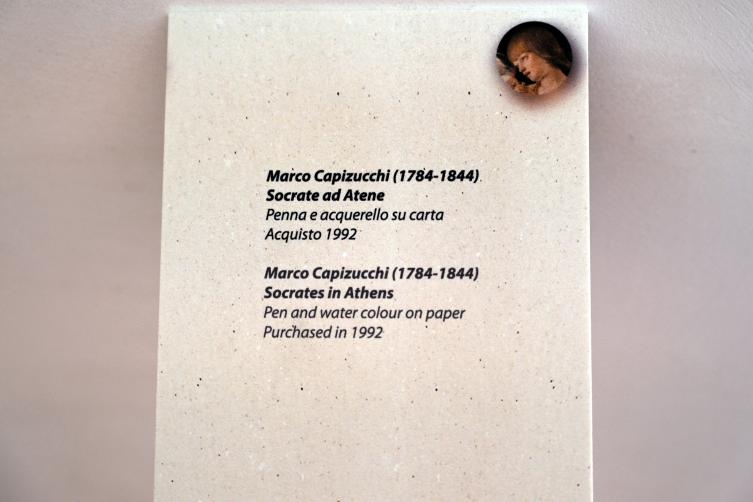 Marco Capizucchi (1784-1844)
Socrate ad Atene
Penna e acquerello su carta
Acquisto 1992
Marco Capizucchi (1784-1844)
Socrates in Athens
Pen and water colour on paper
Purchased in 1992